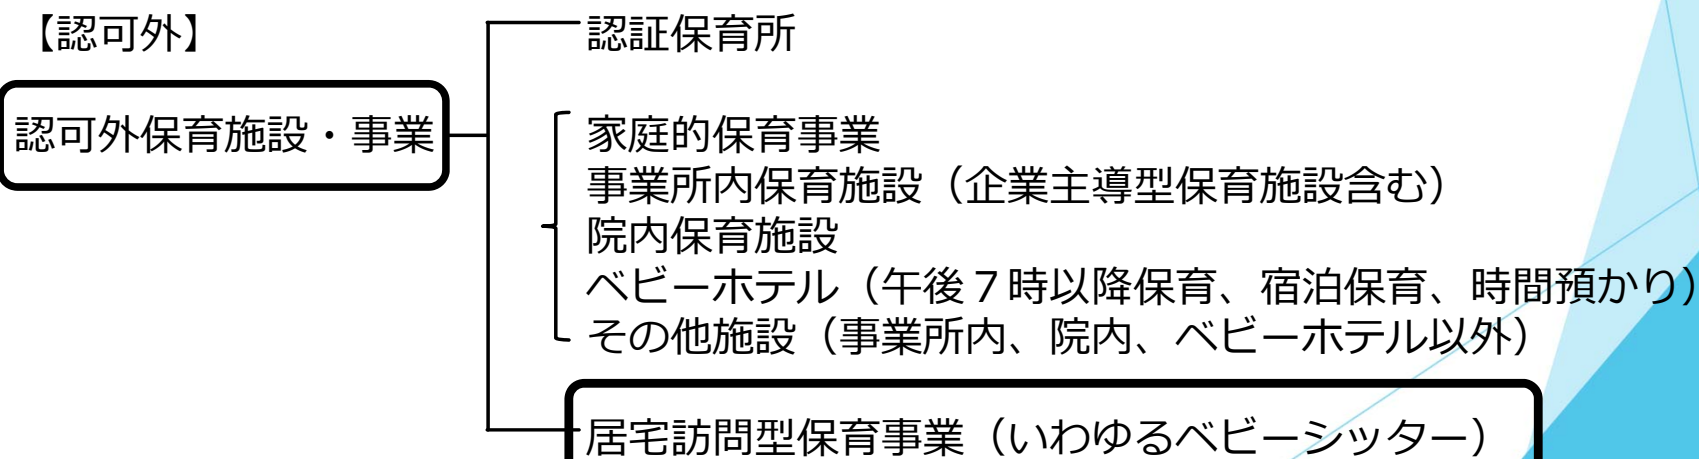 【認可外】
認証保育所
認可外保育施設・事業
家庭的保育事業
事業所内保育施設（企業主導型保育施設含む）
院内保育施設
ベビーホテル（午後７時以降保育、宿泊保育、時間預かり）
その他施設（事業所内、院内、ベビーホテル以外）
居宅訪問型保育事業（いわゆるベビーシッター）